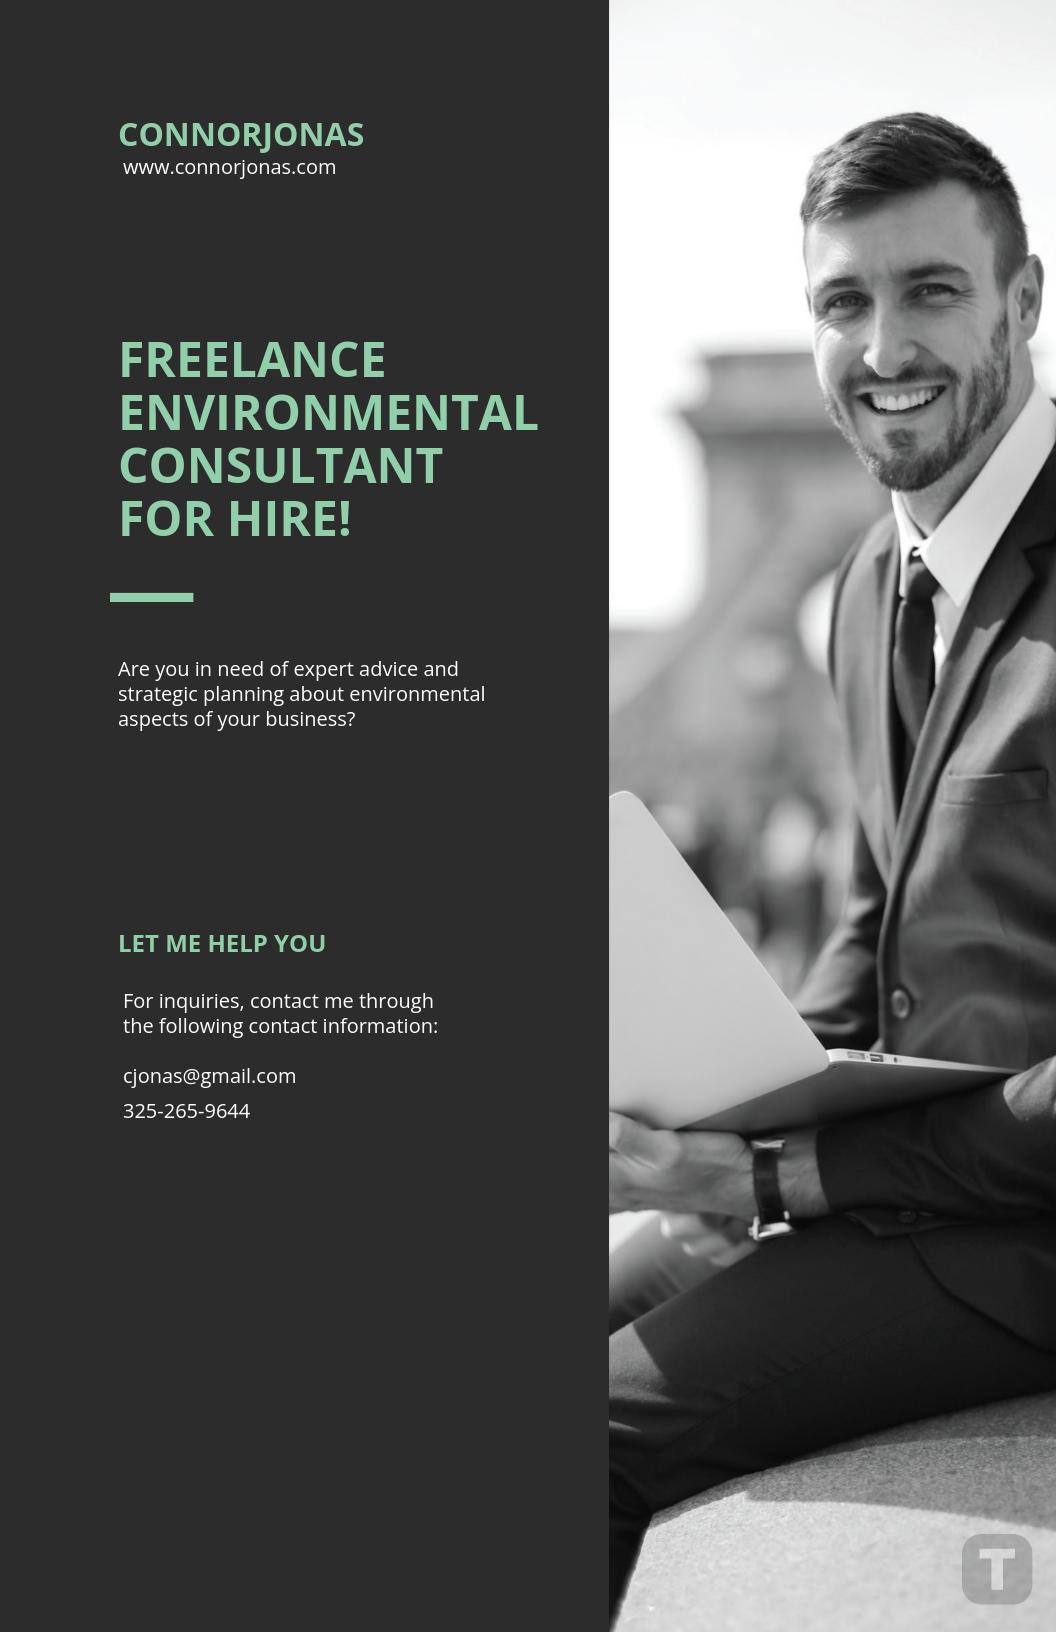 CONNORJONAS
www.connorjonas.com
FREELANCE
ENVIRONMENTAL
CONSULTANT
FOR HIRE!
Are you in need of expert advice and
strategic planning about environmental
aspects of your business?
LET ME HELP YOU
For inquiries, contact me through
the following contact information:
cjonas@gmail.com
325-265-9644
T